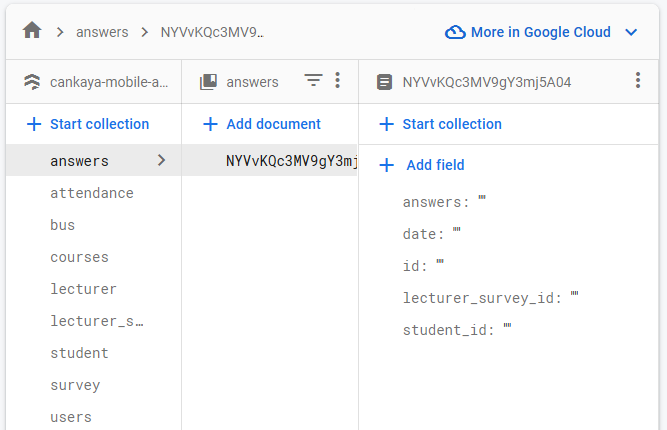 answers
NYVvKQc3MV9..
More in Google Cloud
cankaya-mobile-a...
answers
NYVvKQc3MV9gY3mj5A04
Start collection
Add document
Start collection
answers
attendance
bus
courses
lecturer
lecturer_s…
student
survey
users
NYVvKQc3MV9gY3mj
Add field
answers: ""
date: ""
id: ""
lecturer_survey_id: ""
student_id: ""